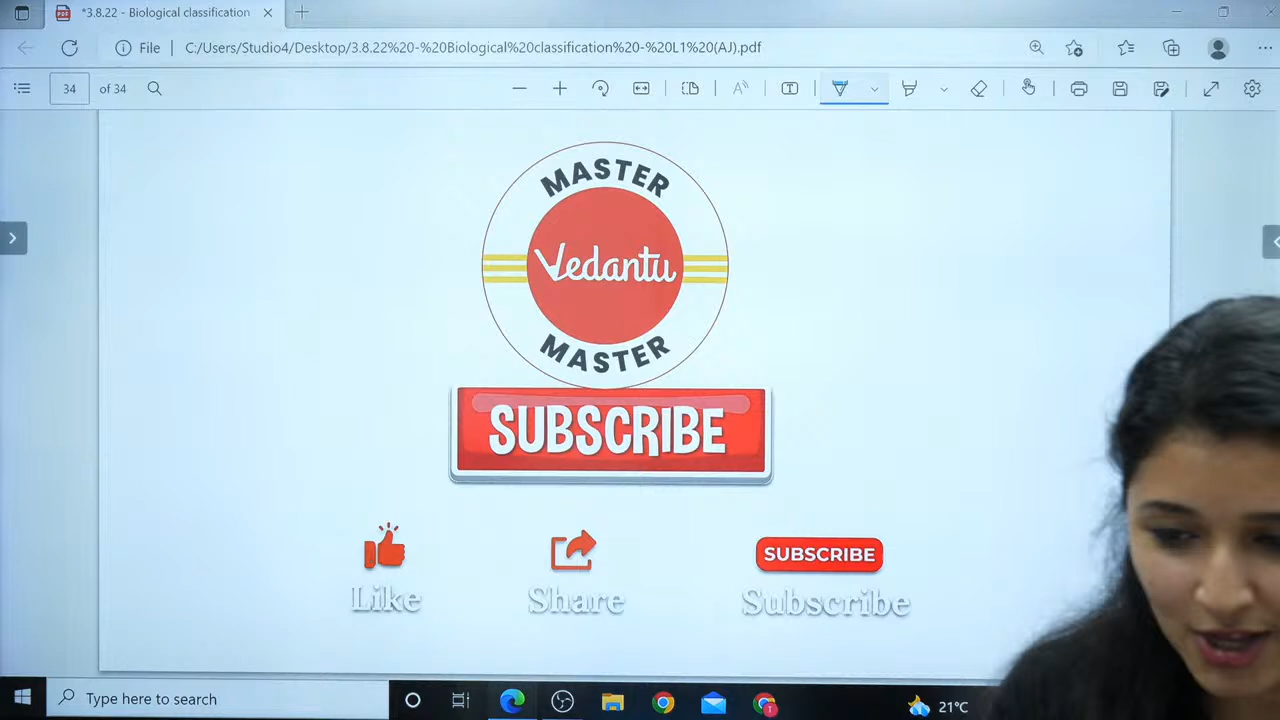 *3.8.22 - Biological classification
File
C:/Users/Studio4/Desktop/3.8.22%20-%20Biological%20classification%20-%20L1%20(AJ).pdf
34 of 34
MASTER
Vedantu
MASTER
SUBSCRIBE
SUBSCRIBE
Like
Share
Subscribe
Type here to search
21°C